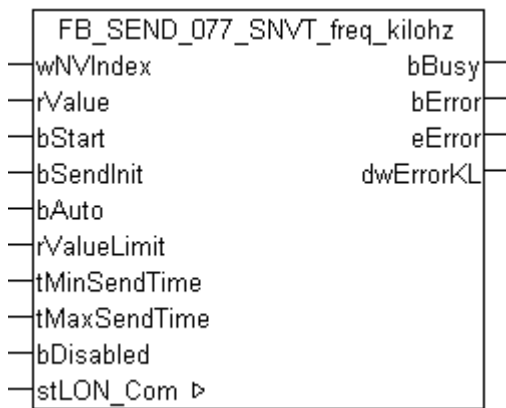 FB_SEND_077_SNVT_freq_kilohz
wNVIndex bBusy
rValue bError
bStart eError
bSendInit dwErrorKL
bAuto
rValueLimit
tMinSendTime
tMaxSendTime
bDisabled
stLON_Com ▷